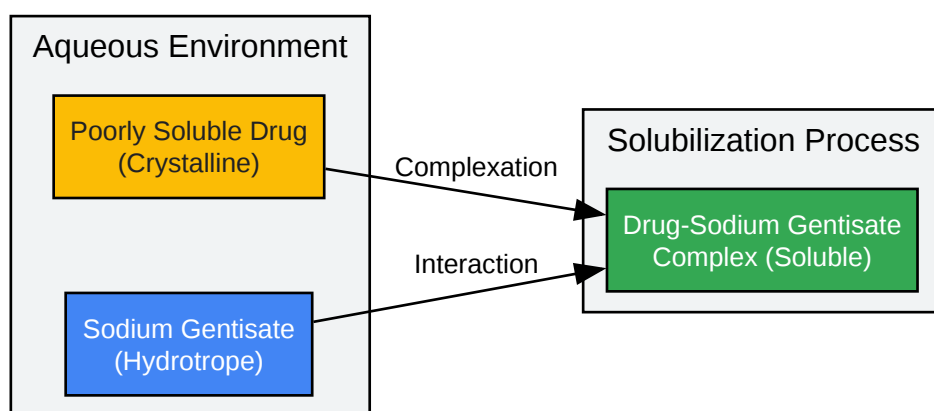 Aqueous Environment
Poorly Soluble Drug
(Crystalline)
Sodium Gentisate
(Hydrotrope)
Complexation
Interaction
Solubilization Process
Drug-Sodium Gentisate
Complex (Soluble)